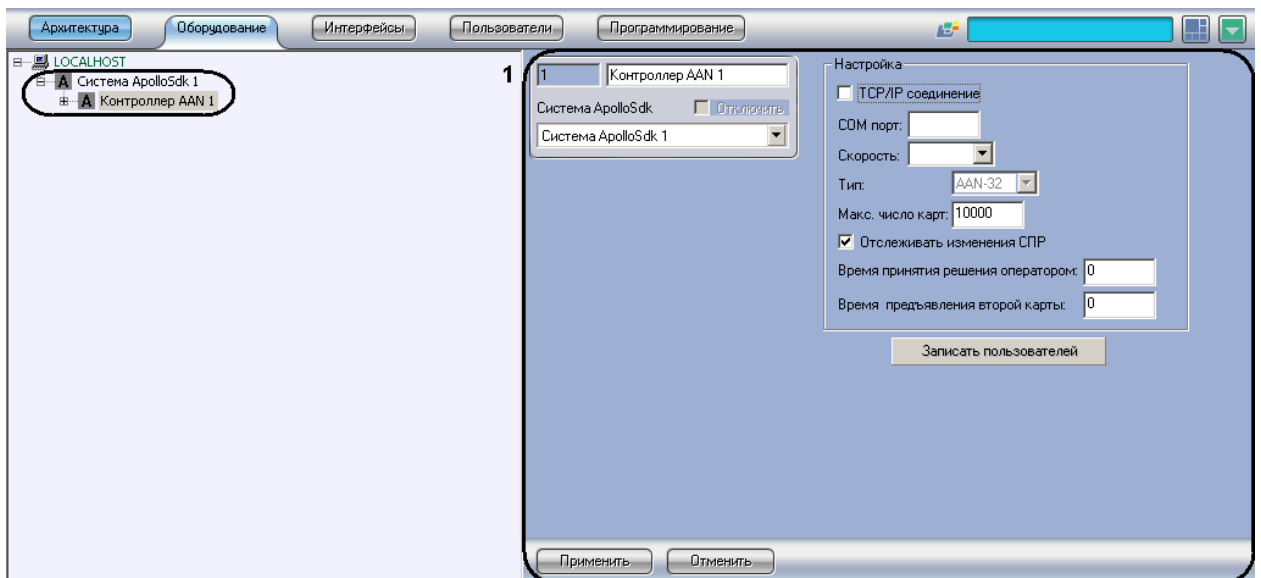 Архитектура Оборудование Интерфейсы Пользователи Программирование
LOCALHOST
Система ApolloSdk 1
Контроллер AAN 1
1
1 Контроллер AAN 1
Система ApolloSdk Отключить
Система ApolloSdk 1
Настройка
TCP/IP соединение
COM порт:
Скорость:
Тип: AAN-32
Макс. число карт: 10000
Отслеживать изменения СПР
Время принятия решения оператором: 0
Время предъявления второй карты: 0
Записать пользователей
Применить Отменить